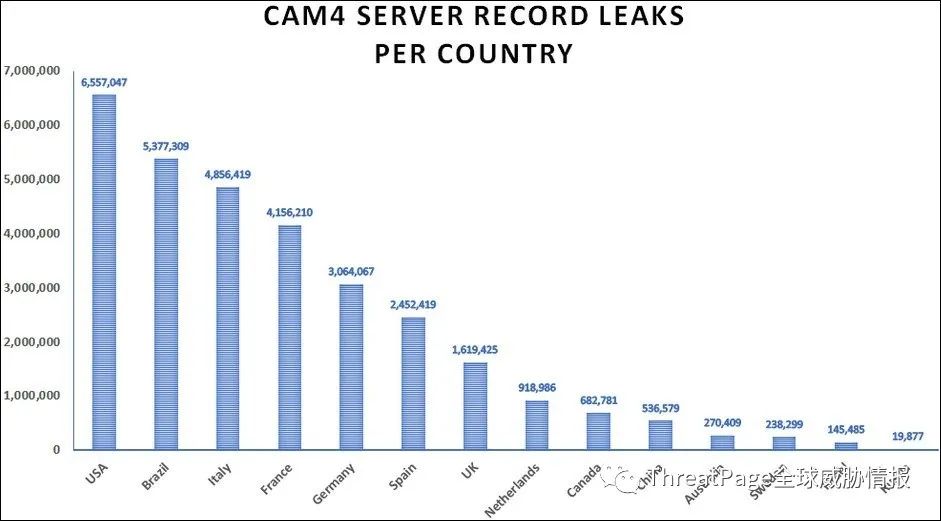 CAM4 SERVER RECORD LEAKS
PER COUNTRY
7,000,000
6,000,000
5,000,000
4,000,000
3,000,000
2,000,000
1,000,000
0
6,557,047
5,377,309
4,856,419
4,156,210
3,064,067
2,452,419
1,619,425
918,986
682,781
536,579
270,409
238,299
145,485
19,877
USA
Brazil
Italy
France
Germany
Spain
UK
Netherlands
Canada
China
ThreatPage全球威胁情报